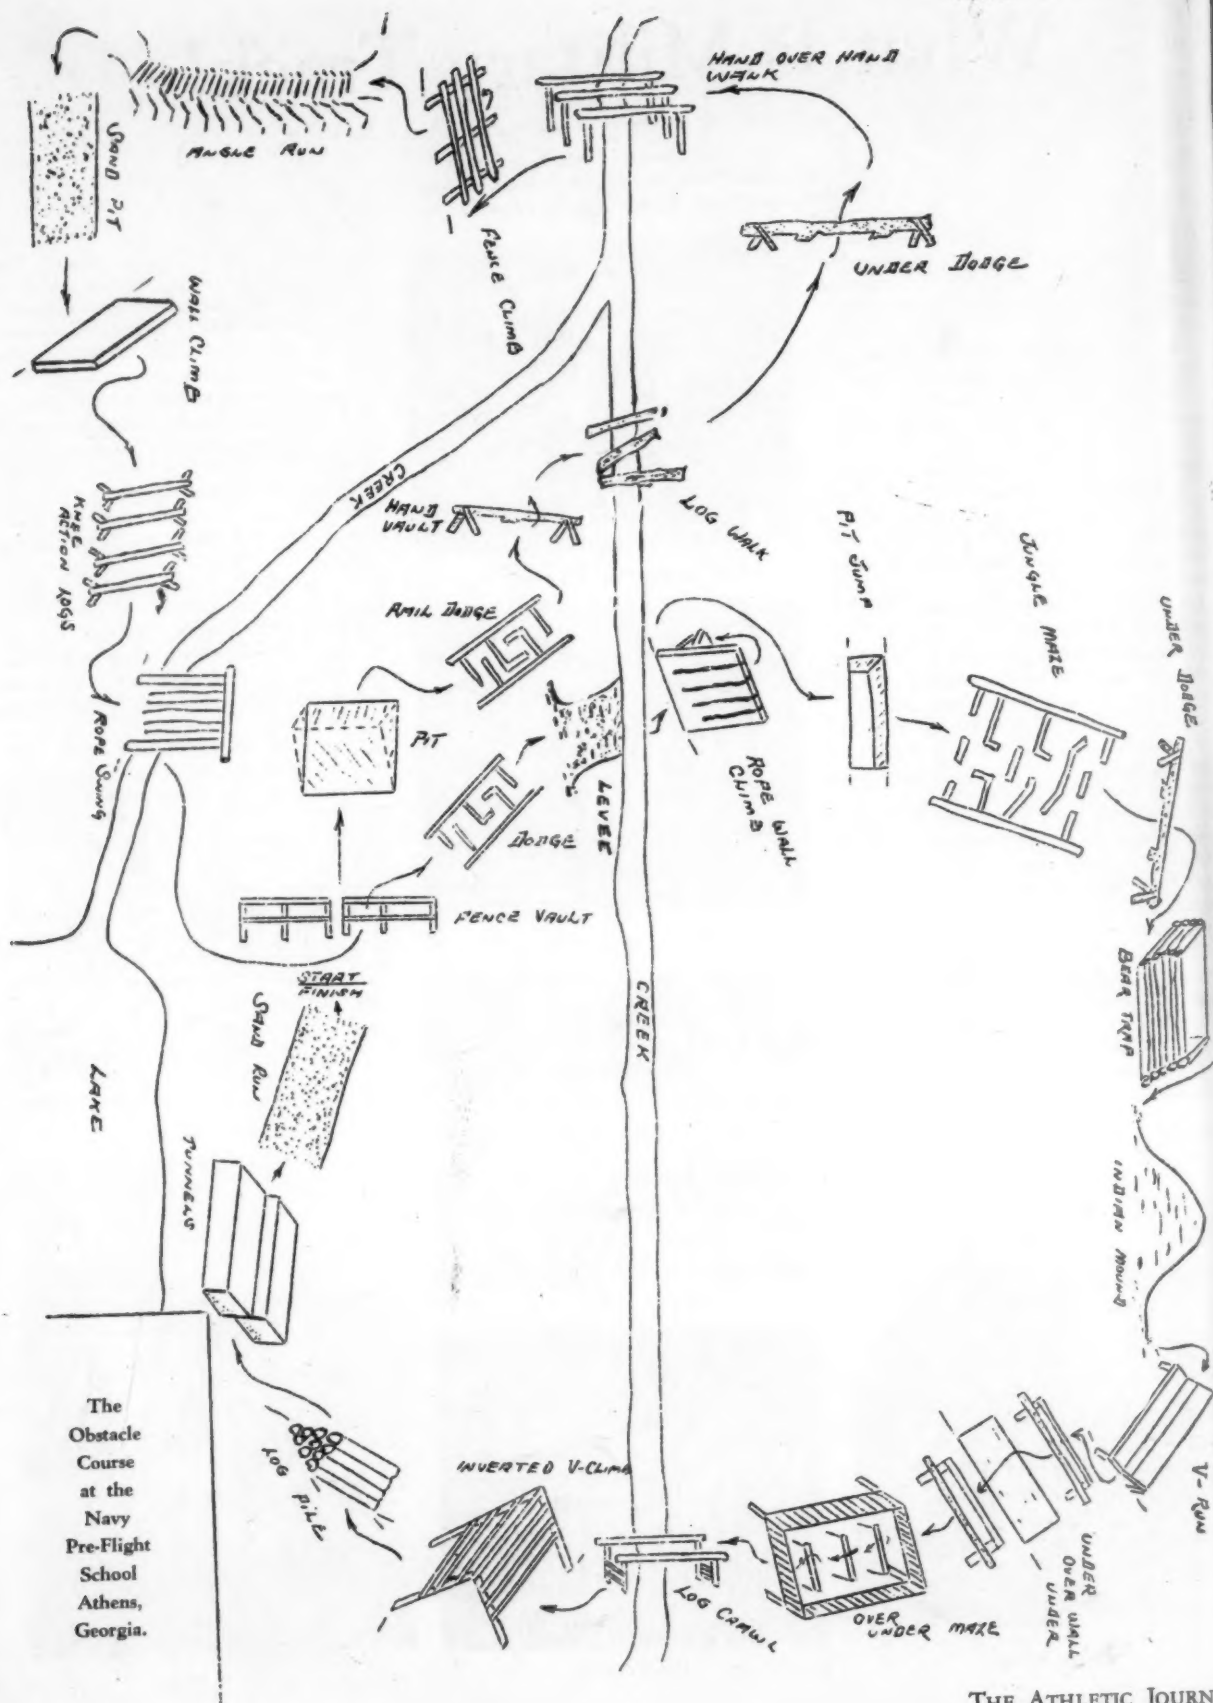 HAND OVER HAND
WALK
ANGLE RUN
SAND PIT
FENCE CLIMB
UNDER DODGE
WALL CLIMB
CREEK
HAND
VAULT
LOG WALK
PIT JUMP
JUNGLE MAZE
UNDER DODGE
KNEE
ACTION LOGS
RAIL DODGE
ROPE SWING
PIT
LEVEE
ROPE WALL
CLIMB
DODGE
FENCE VAULT
BEAR TRAP
START
FINISH
SAND RUN
CREEK
LAKE
TUNNELS
INDIAN MOUND
V-RUN
LOG PILE
INVERTED V-CLIMB
UNDER
OVER WALL
UNDER
LOG CRAWL
OVER
UNDER MAZE
The
Obstacle
Course
at the
Navy
Pre-Flight
School
Athens,
Georgia.
THE ATHLETIC JOURN